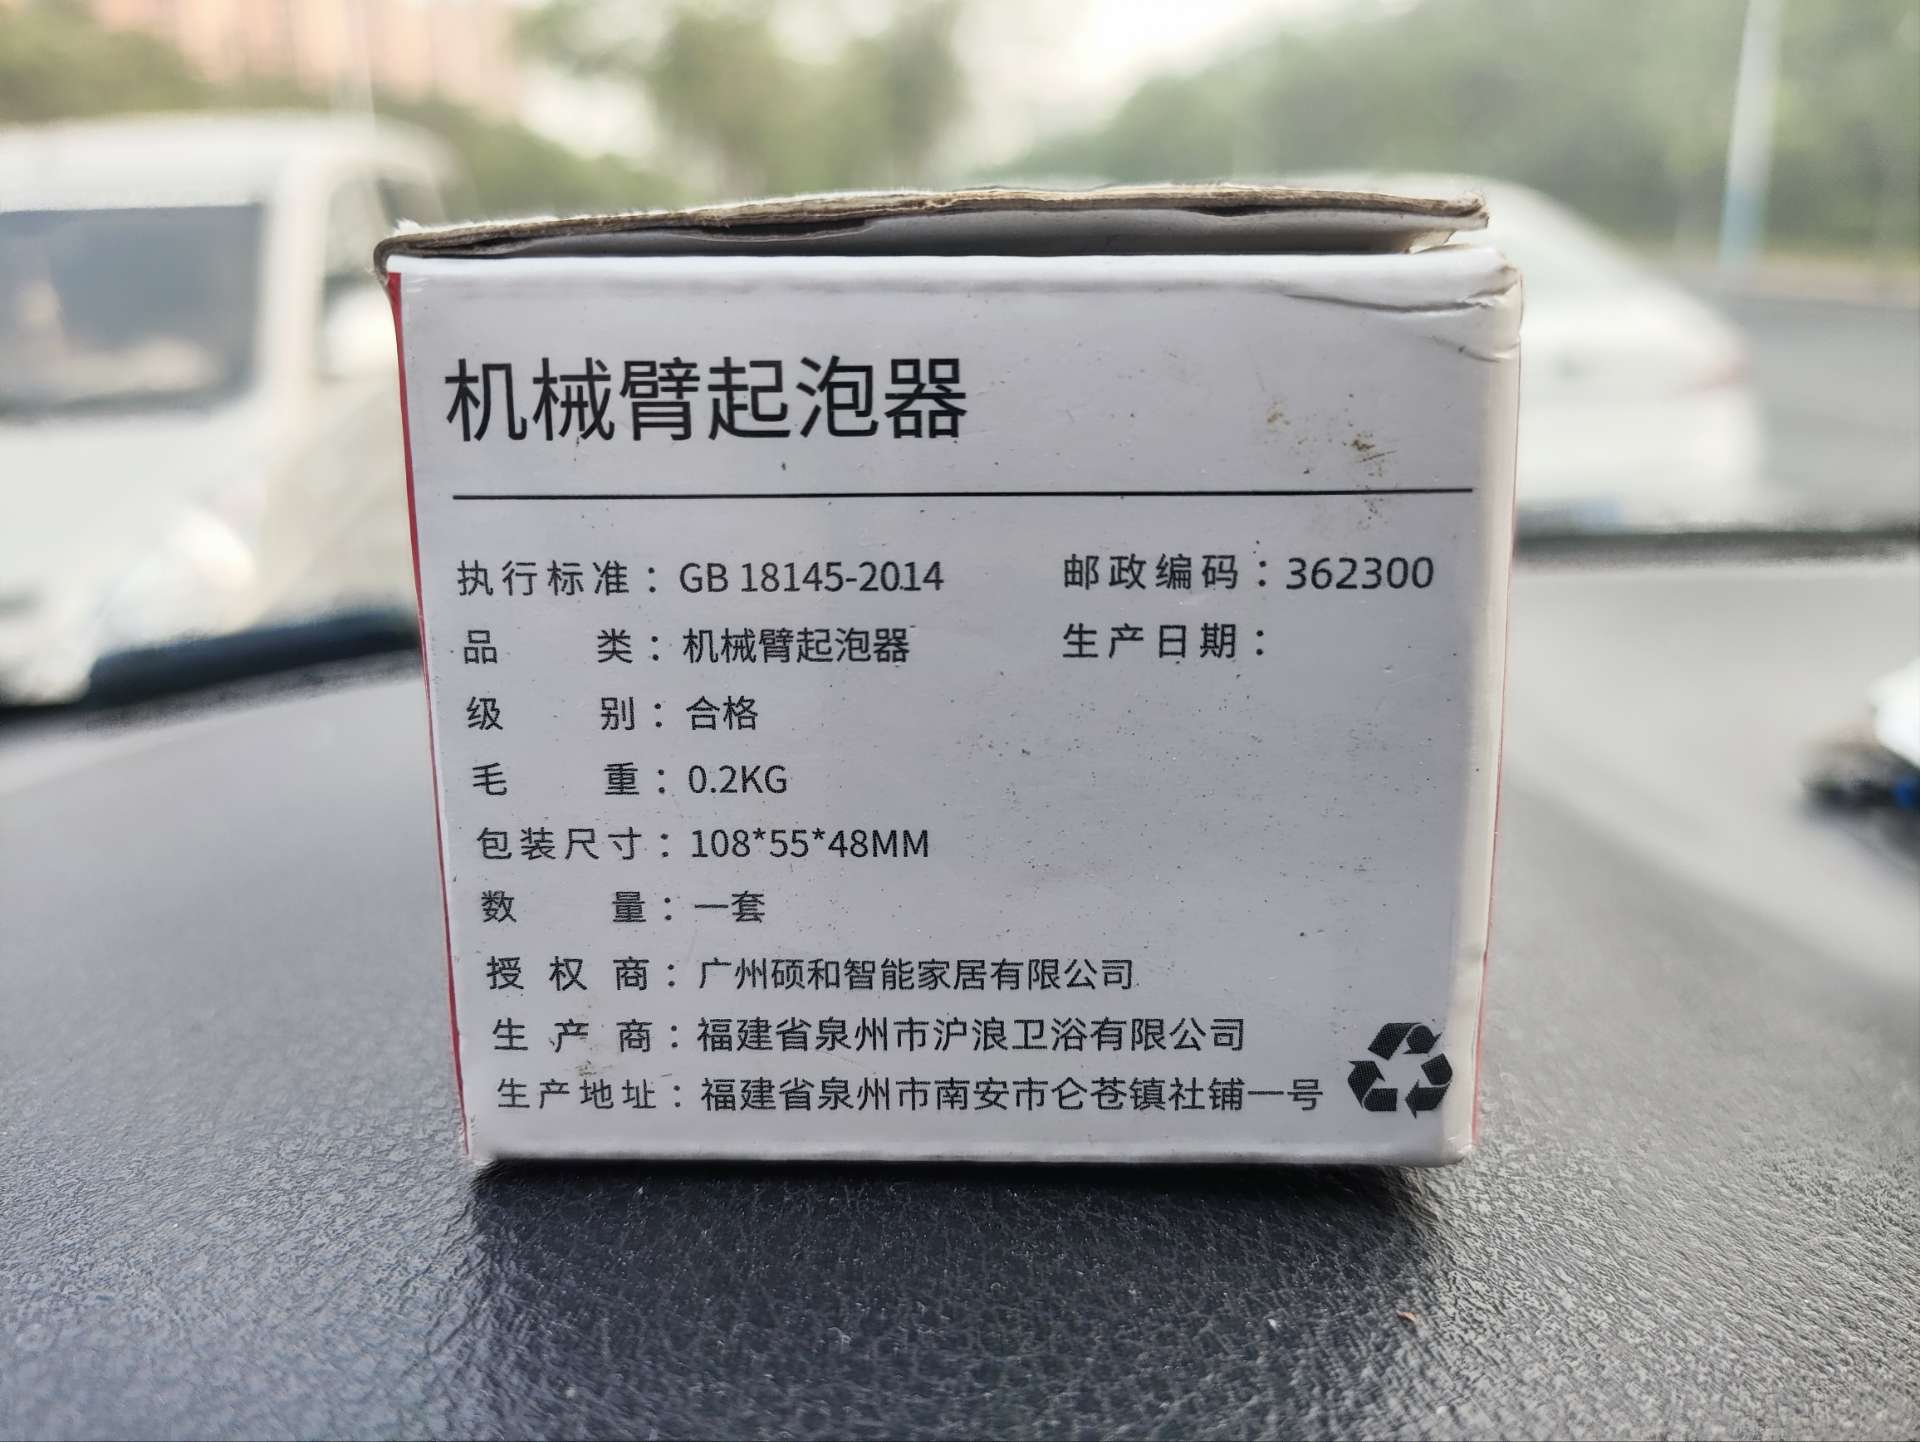 机械臂起泡器
执行标准：GB 18145-2014 邮政编码：362300
品类：机械臂起泡器 生产日期：
级别：合格
毛重：0.2KG
包装尺寸：108*55*48MM
数量：一套
授权商：广州硕和智能家居有限公司
生产商：福建省泉州市沪浪卫浴有限公司
生产地址：福建省泉州市南安市仑苍镇社铺一号